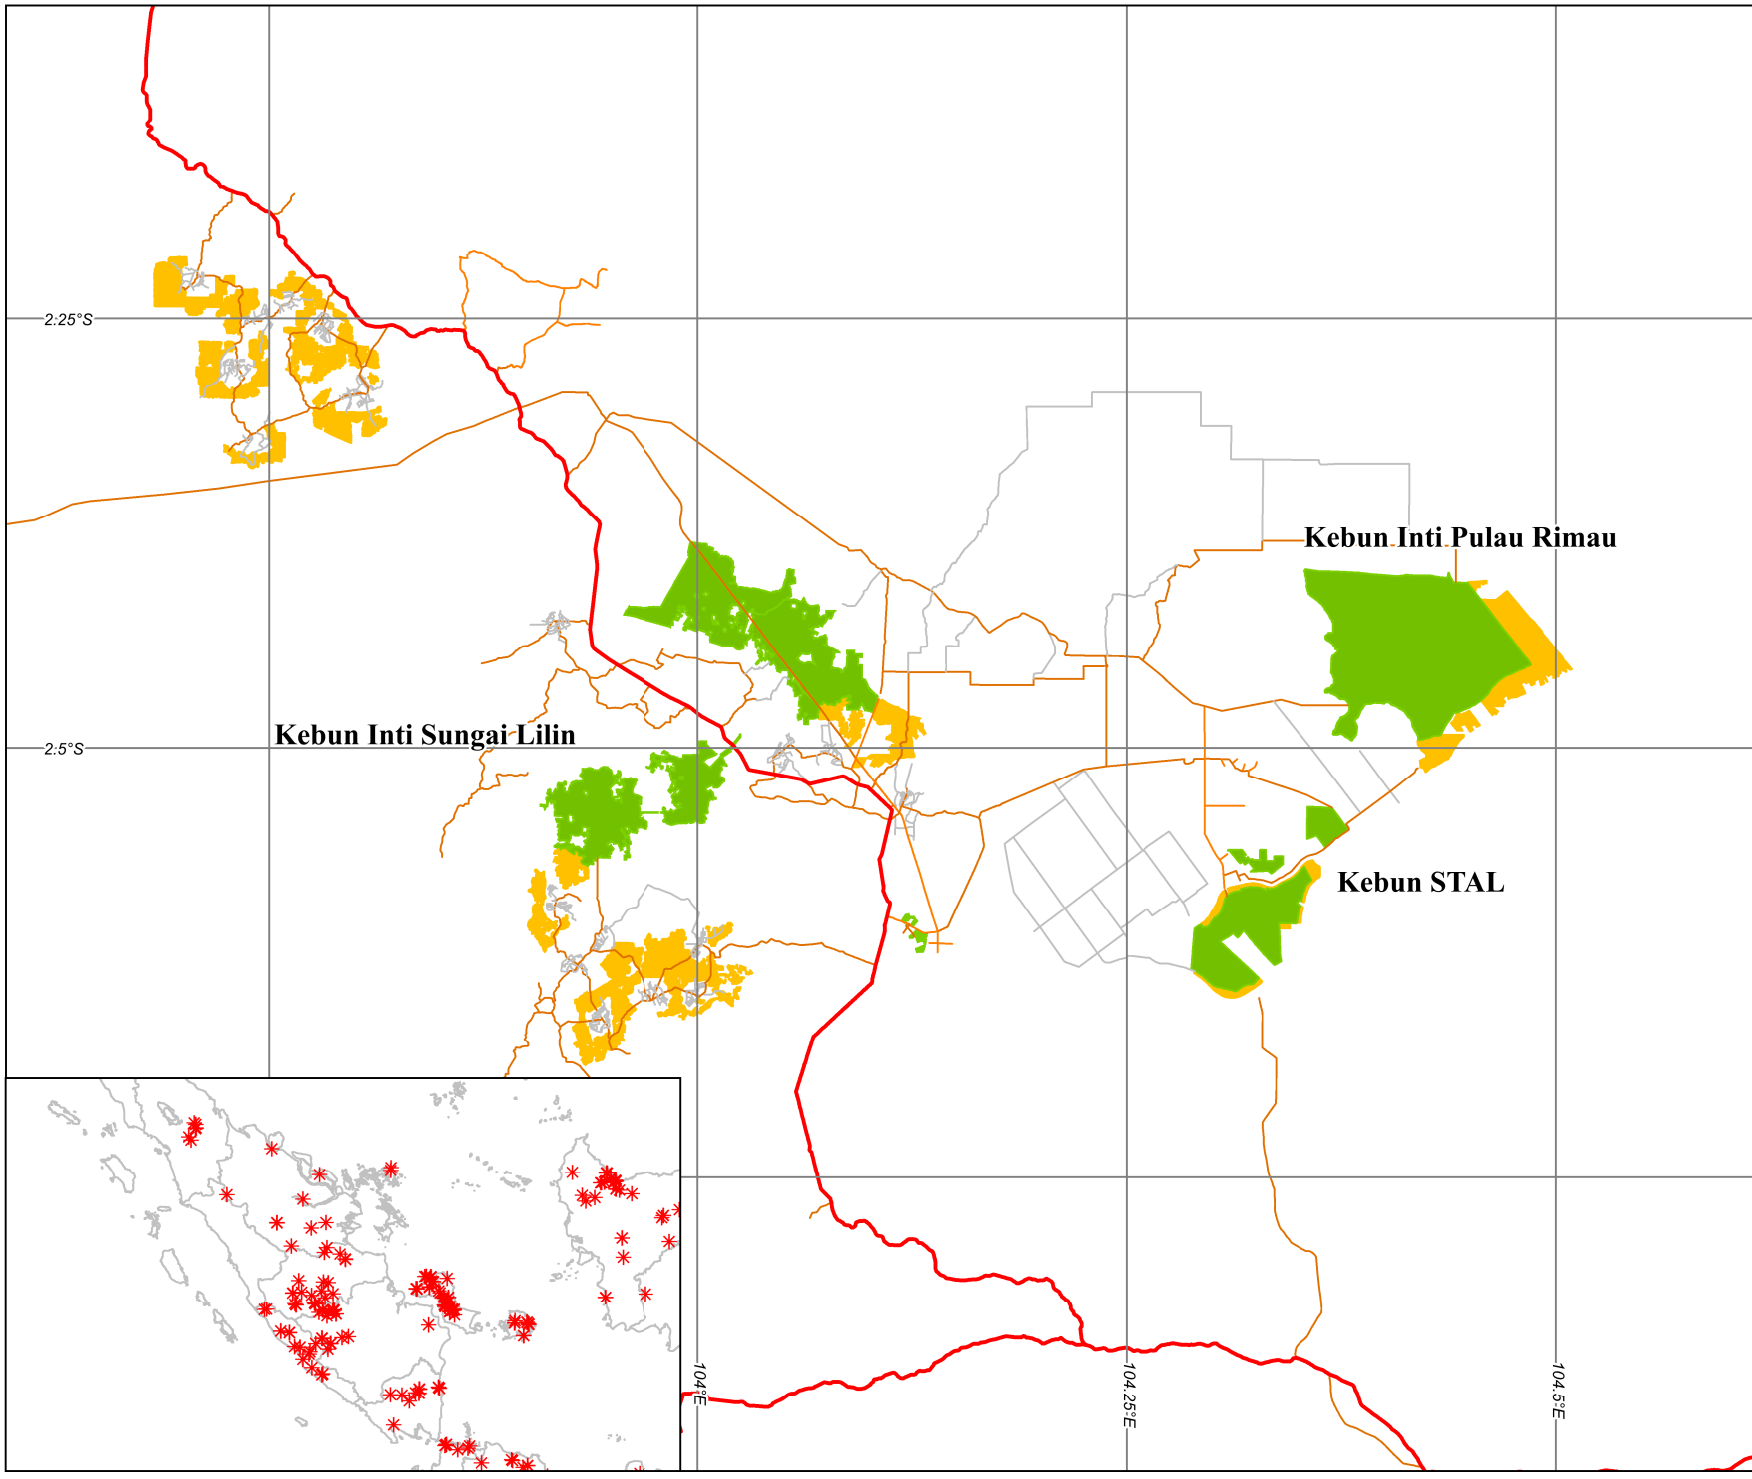 2.25°S
Kebun Inti Pulau Rimau
Kebun Inti Sungai Lilin
2.5°S
Kebun STAL
104°E
104.25°E
104.5°E